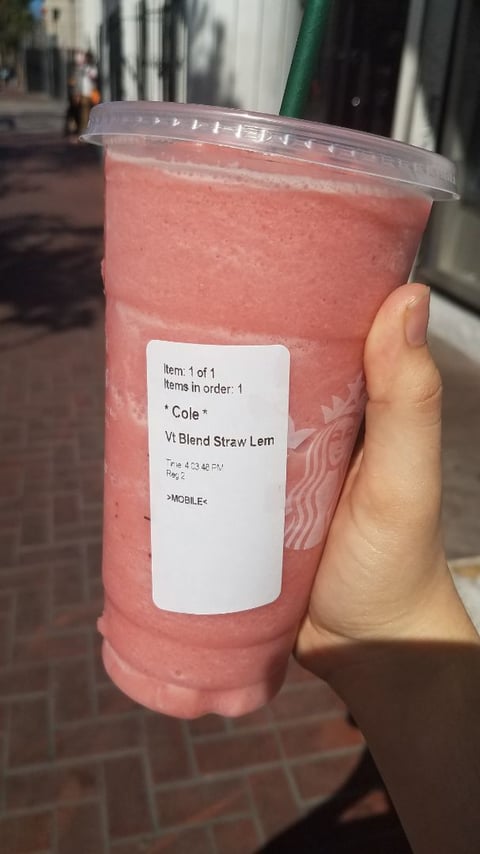 Item: 1 of 1
Items in order: 1
* Cole *
Vt Blend Straw Lem
Time: 4:03:48 PM
Reg 2
>MOBILE<